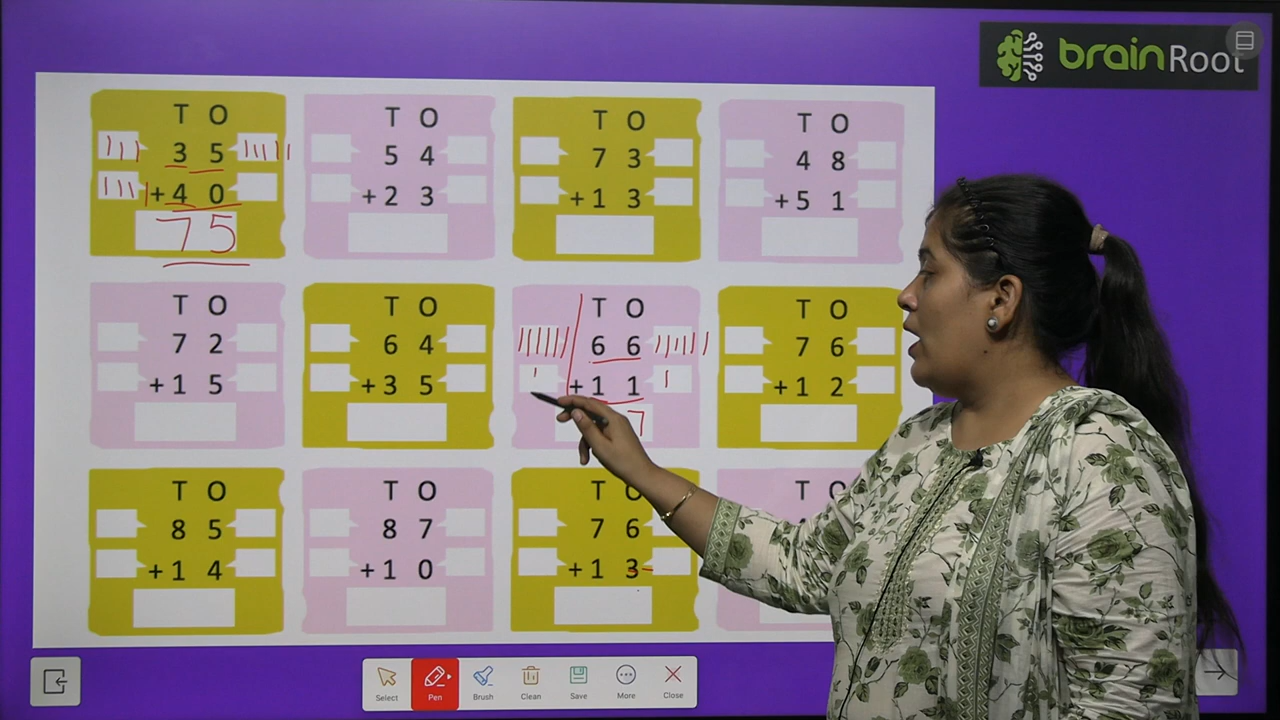 brainRoot
T O
3 5
+ 4 0
75
T O
5 4
+ 2 3
T O
7 3
+ 1 3
T O
4 8
+ 5 1
T O
7 2
+ 1 5
T O
6 4
+ 3 5
T O
6 6
+ 1 1
7
T O
7 6
+ 1 2
T O
8 5
+ 1 4
T O
8 7
+ 1 0
T O
7 6
+ 1 3
T O
Select Pen Brush Clean Save More Close